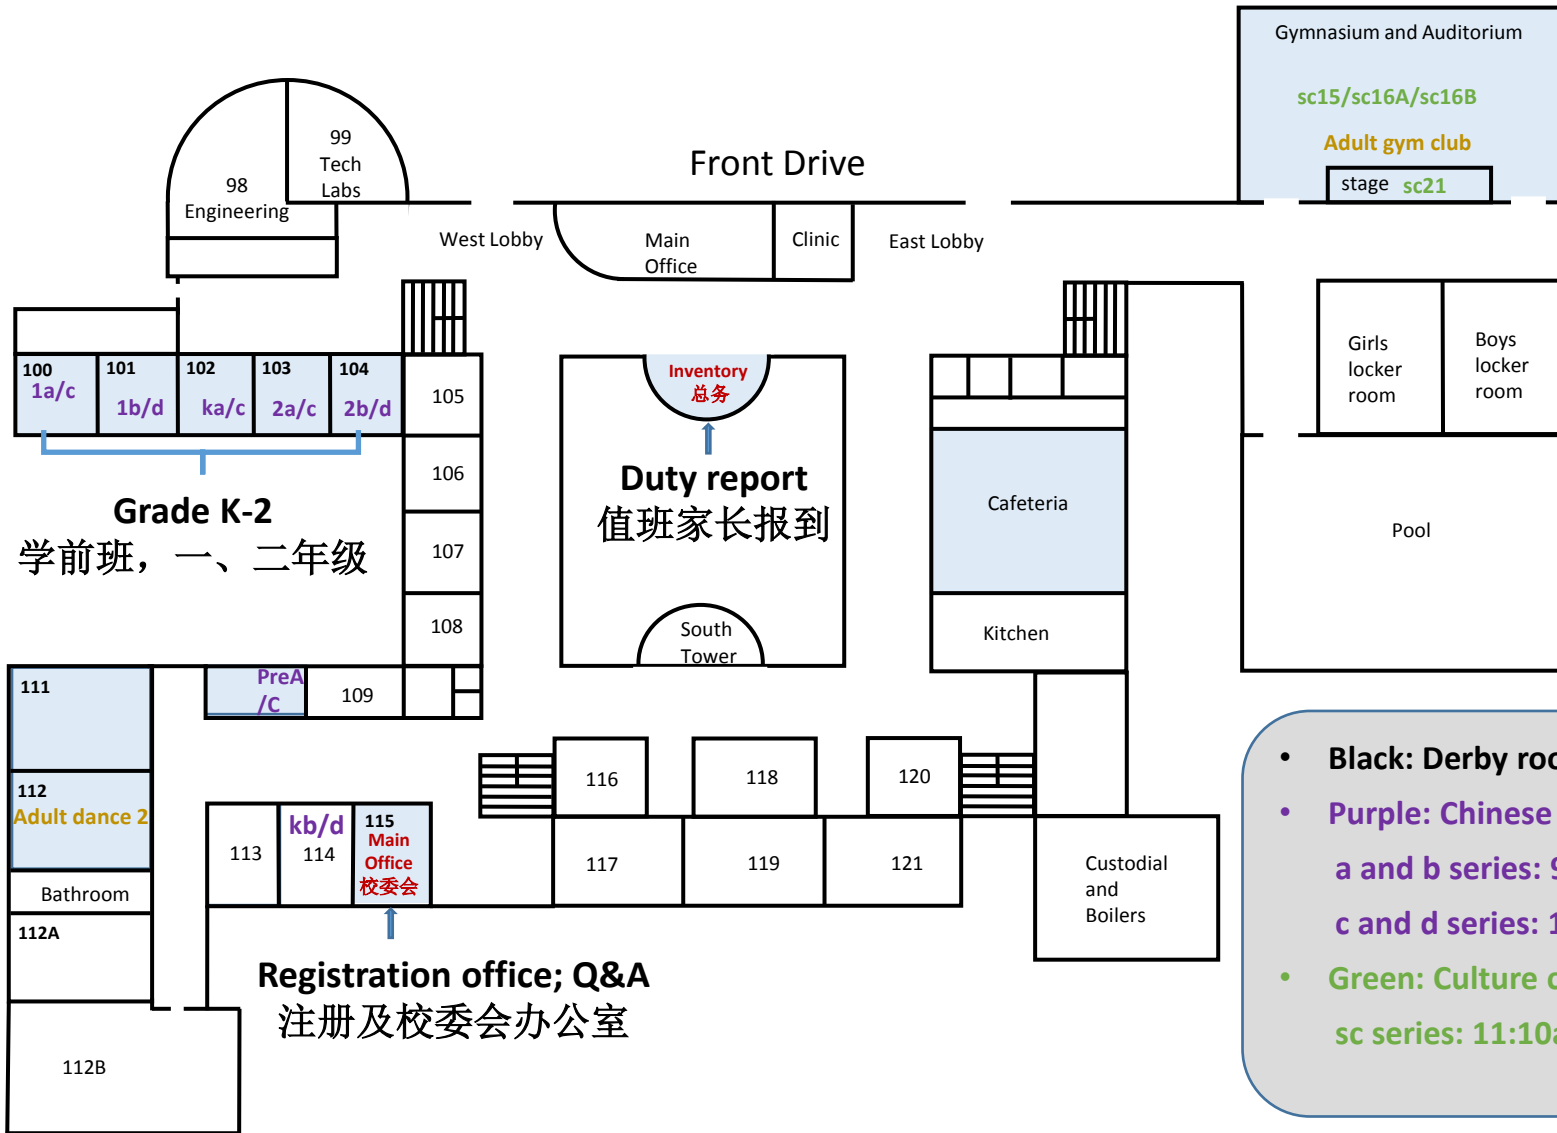 Gymnasium and Auditorium
sc15/sc16A/sc16B
Adult gym club
stage sc21
99
Tech
Labs
98
Engineering
Front Drive
West Lobby
Main
Office
Clinic
East Lobby
100
1a/c
101
1b/d
102
ka/c
103
2a/c
104
2b/d
105
106
107
108
Grade K-2
学前班，一、二年级
Inventory
总务
Duty report
值班家长报到
South
Tower
Cafeteria
Kitchen
Girls
locker
room
Boys
locker
room
Pool
111
PreA
/C
109
112
Adult dance 2
Bathroom
112A
112B
113
kb/d
114
115
Main
Office
校委会
Registration office; Q&A
注册及校委会办公室
116
118
120
117
119
121
Custodial
and
Boilers
• Black: Derby roo
• Purple: Chinese
a and b series: 9
c and d series: 1
• Green: Culture c
sc series: 11:10a